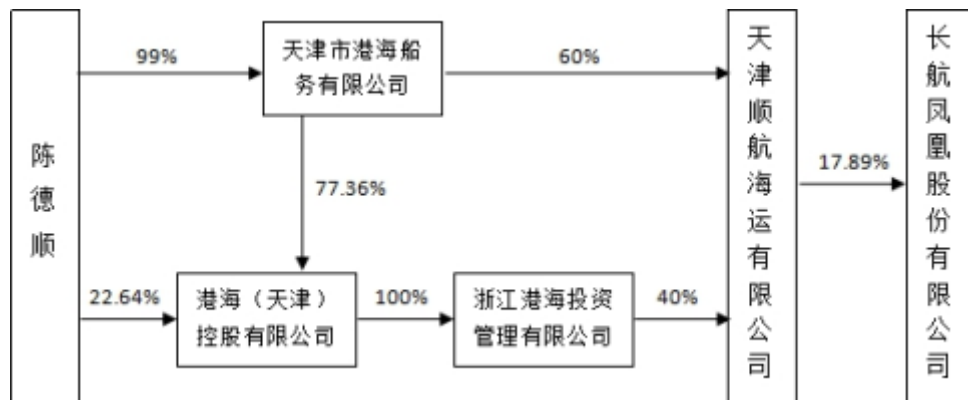 陈德顺
99%
天津市港海船
务有限公司
60%
77.36%
22.64%
港海（天津）
控股有限公司
100%
浙江港海投资
管理有限公司
40%
天津顺航海运有限公司
17.89%
长航凤凰股份有限公司